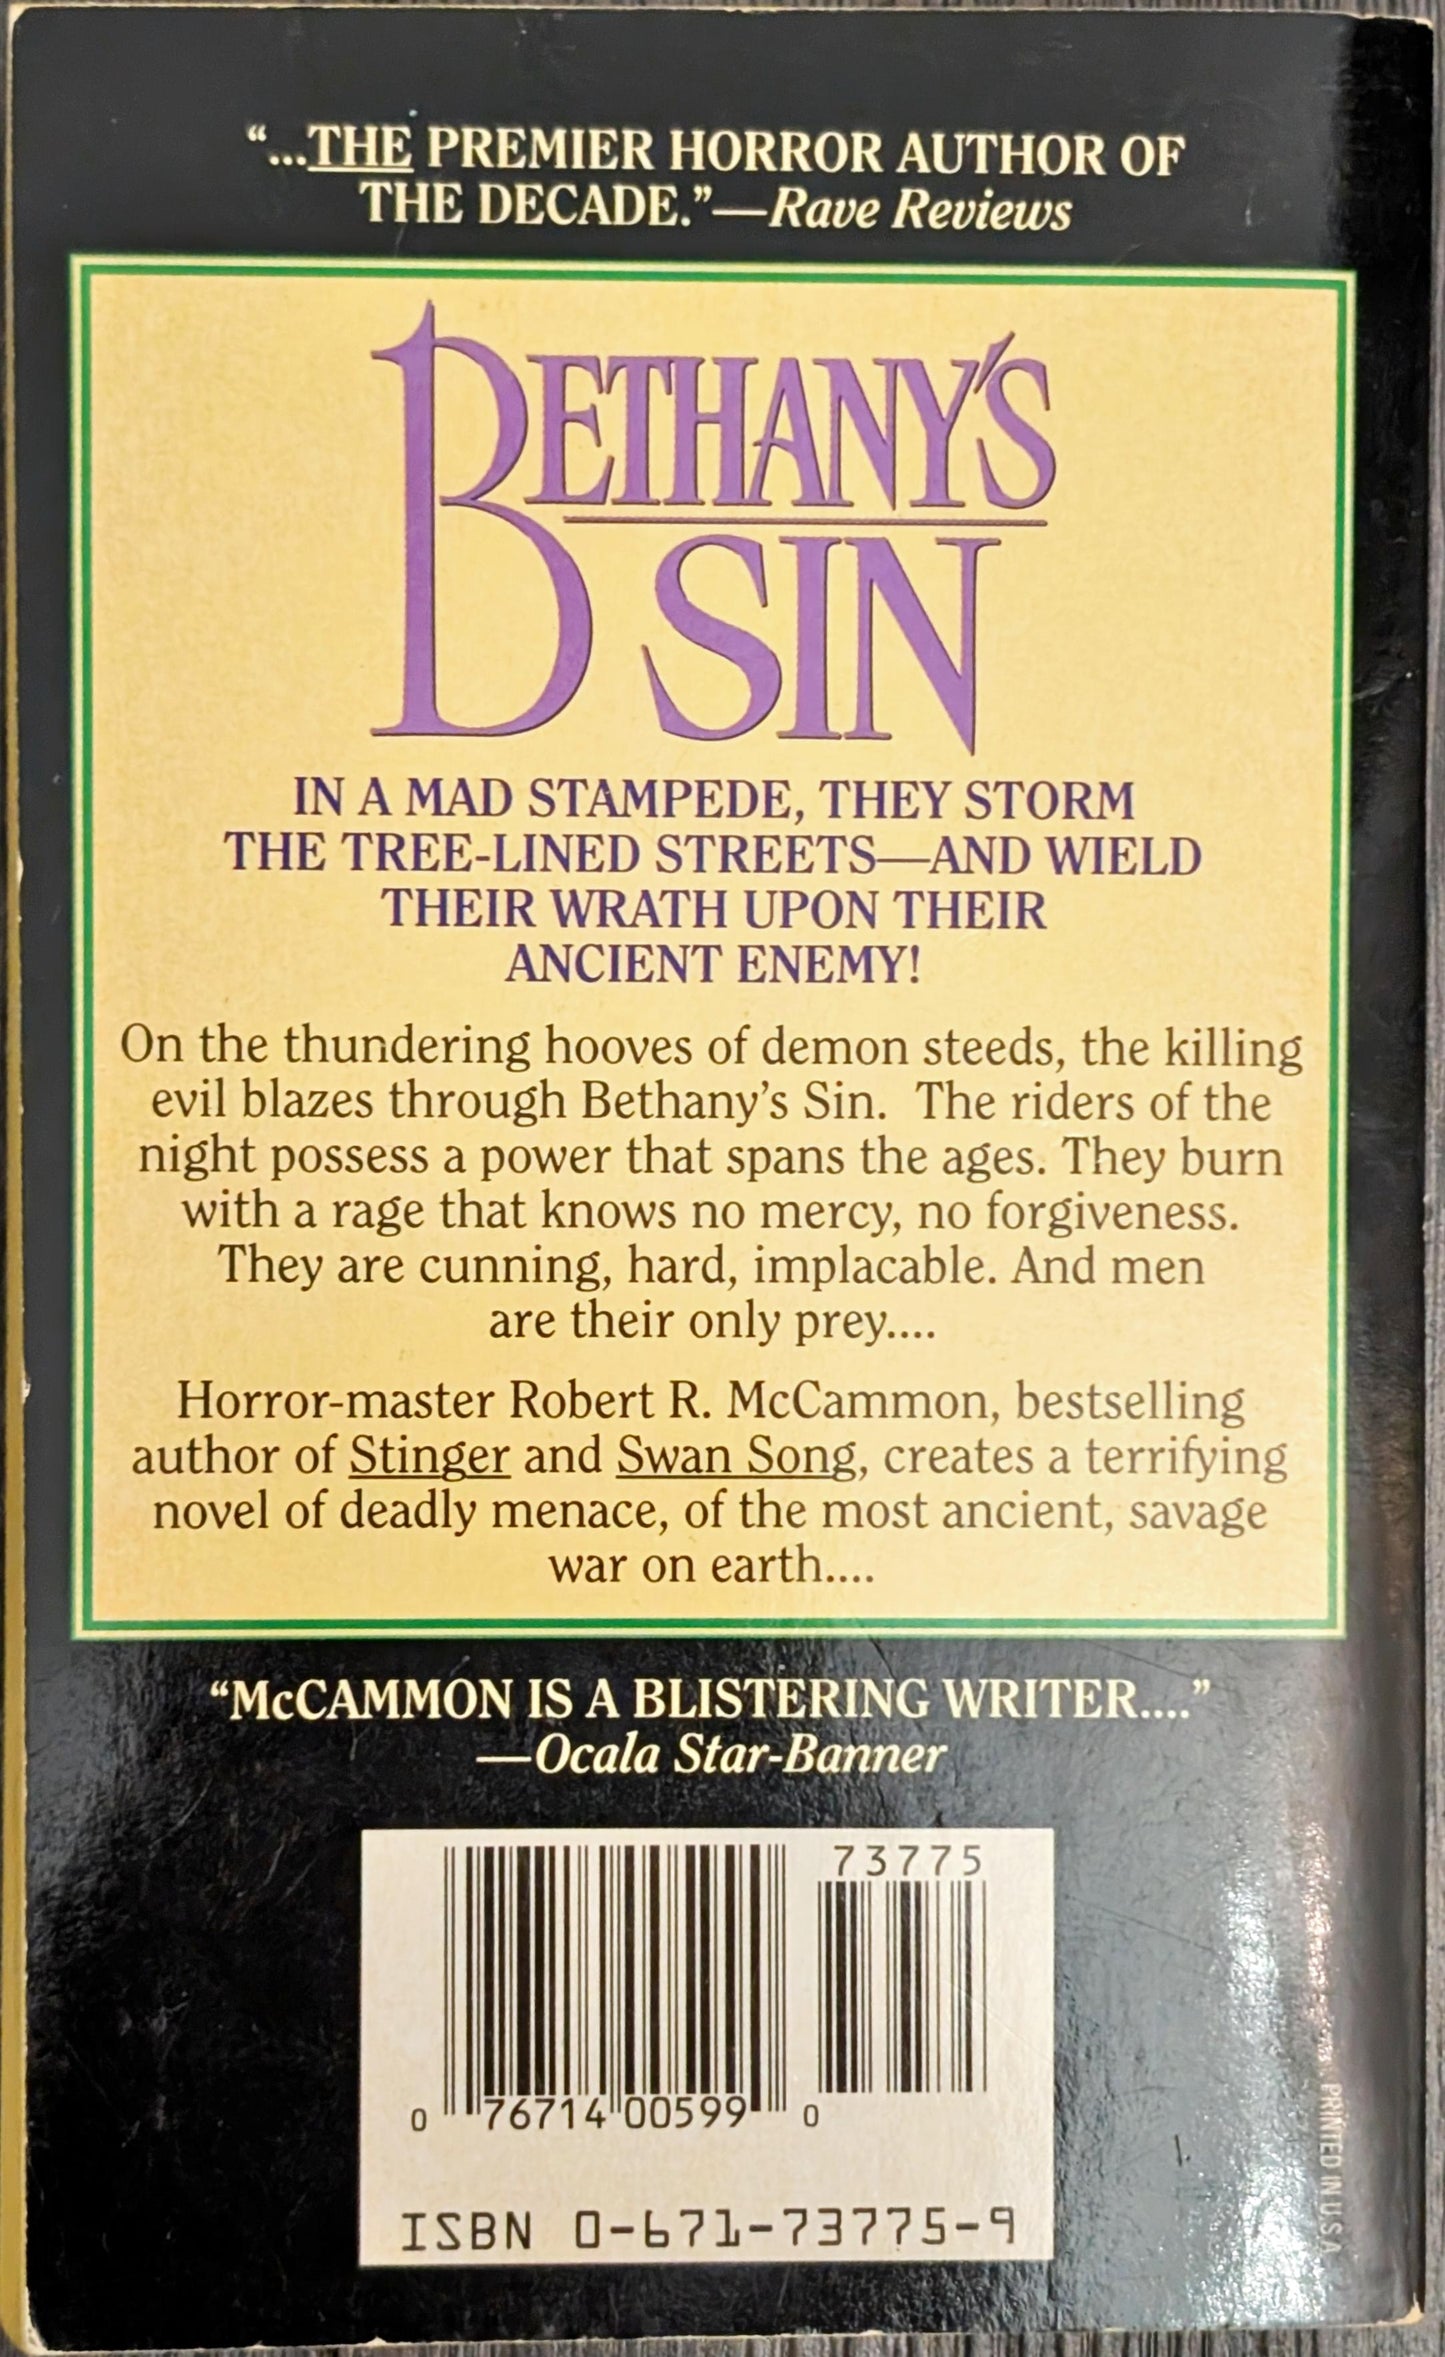 “...THE PREMIER HORROR AUTHOR OF
THE DECADE.”—Rave Reviews
BETHANY’S
SIN
IN A MAD STAMPEDE, THEY STORM
THE TREE-LINED STREETS—AND WIELD
THEIR WRATH UPON THEIR
ANCIENT ENEMY!
On the thundering hooves of demon steeds, the killing
evil blazes through Bethany’s Sin.  The riders of the
night possess a power that spans the ages. They burn
with a rage that knows no mercy, no forgiveness.
They are cunning, hard, implacable. And men
are their only prey....
Horror-master Robert R. McCammon, bestselling
author of Stinger and Swan Song, creates a terrifying
novel of deadly menace, of the most ancient, savage
war on earth....
“McCAMMON IS A BLISTERING WRITER....”
—Ocala Star-Banner
73775
0 76714 00599 0
ISBN 0-671-73775-9
PRINTED IN U.S.A.